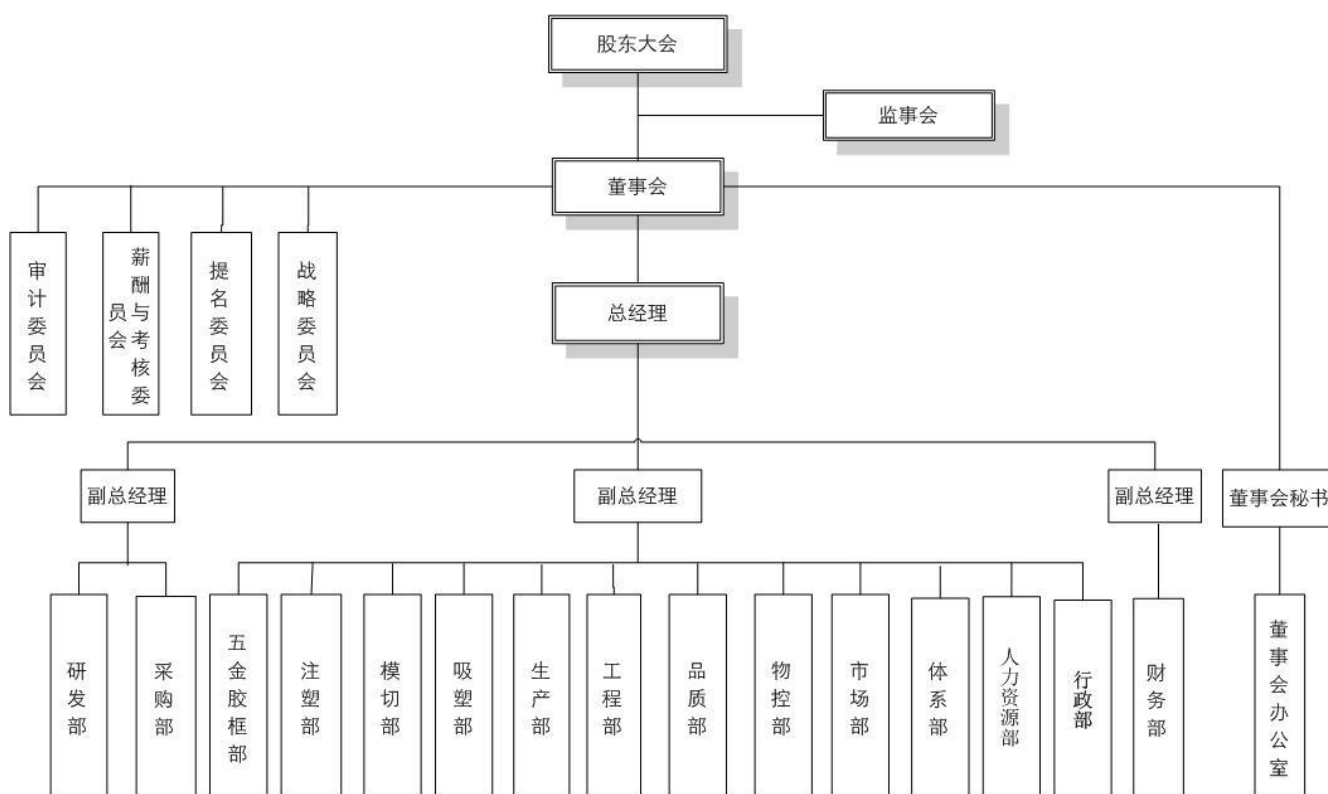 股东大会
监事会
董事会
审计委员会
薪酬与考核委
员会
提名委员会
战略委员会
总经理
副总经理
副总经理
副总经理
董事会秘书
研发部
采购部
五金胶框部
注塑部
模切部
吸塑部
生产部
工程部
品质部
物控部
市场部
体系部
人力资源部
行政部
财务部
董事会办公室